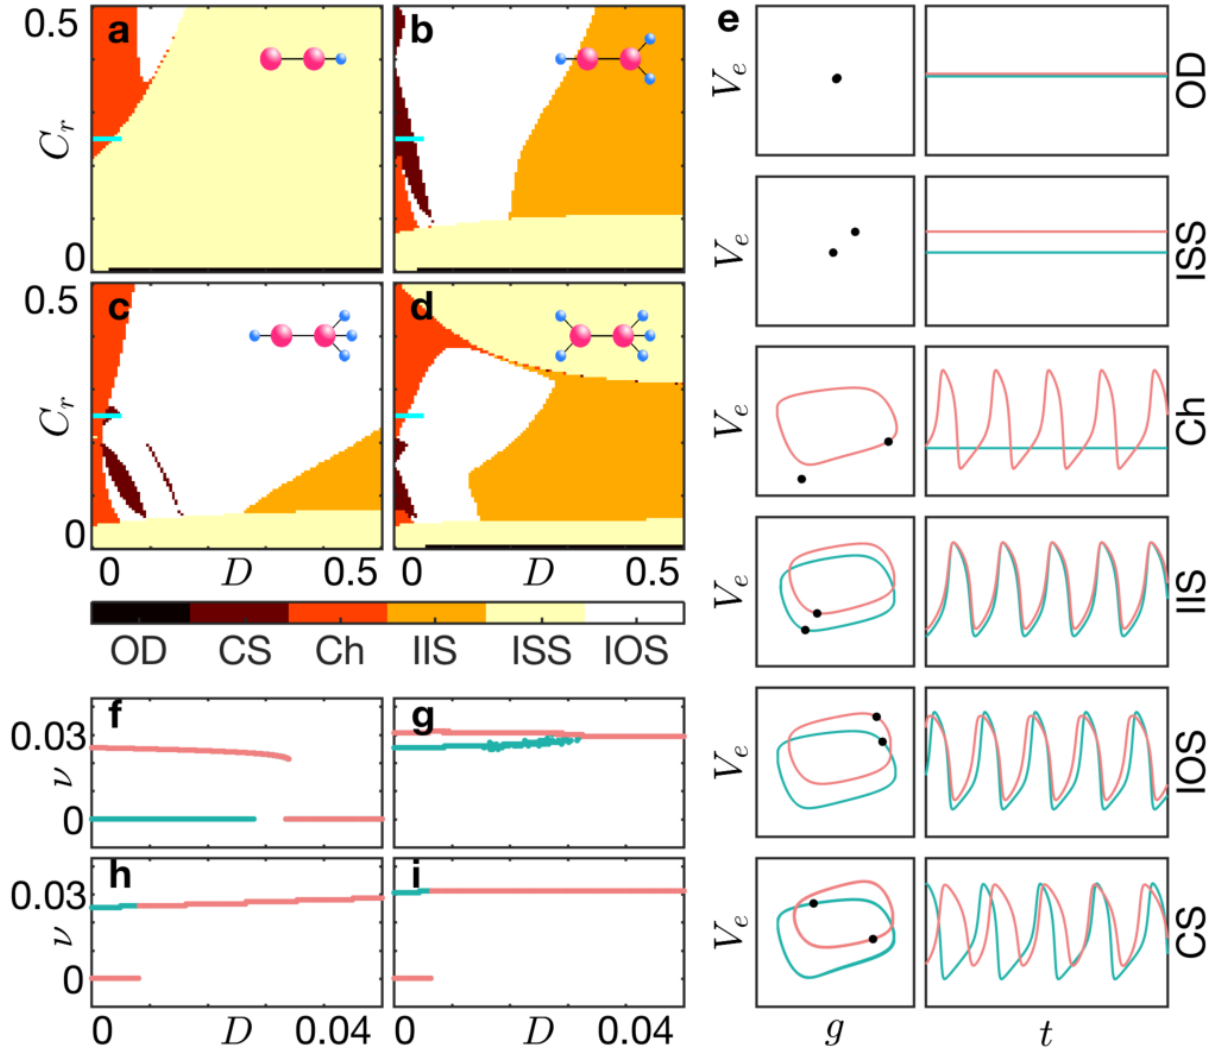 0.5 a b e V_e OD
C_r
0
V_e ISS
0.5 c d
C_r
V_e Ch
0
0 D 0.5 0 D 0.5
V_e IIS
OD CS Ch IIS ISS IOS
f g
0.03
ν
V_e IOS
0
h i
0.03
ν
V_e CS
0
0 D 0.04 0 D 0.04 g t